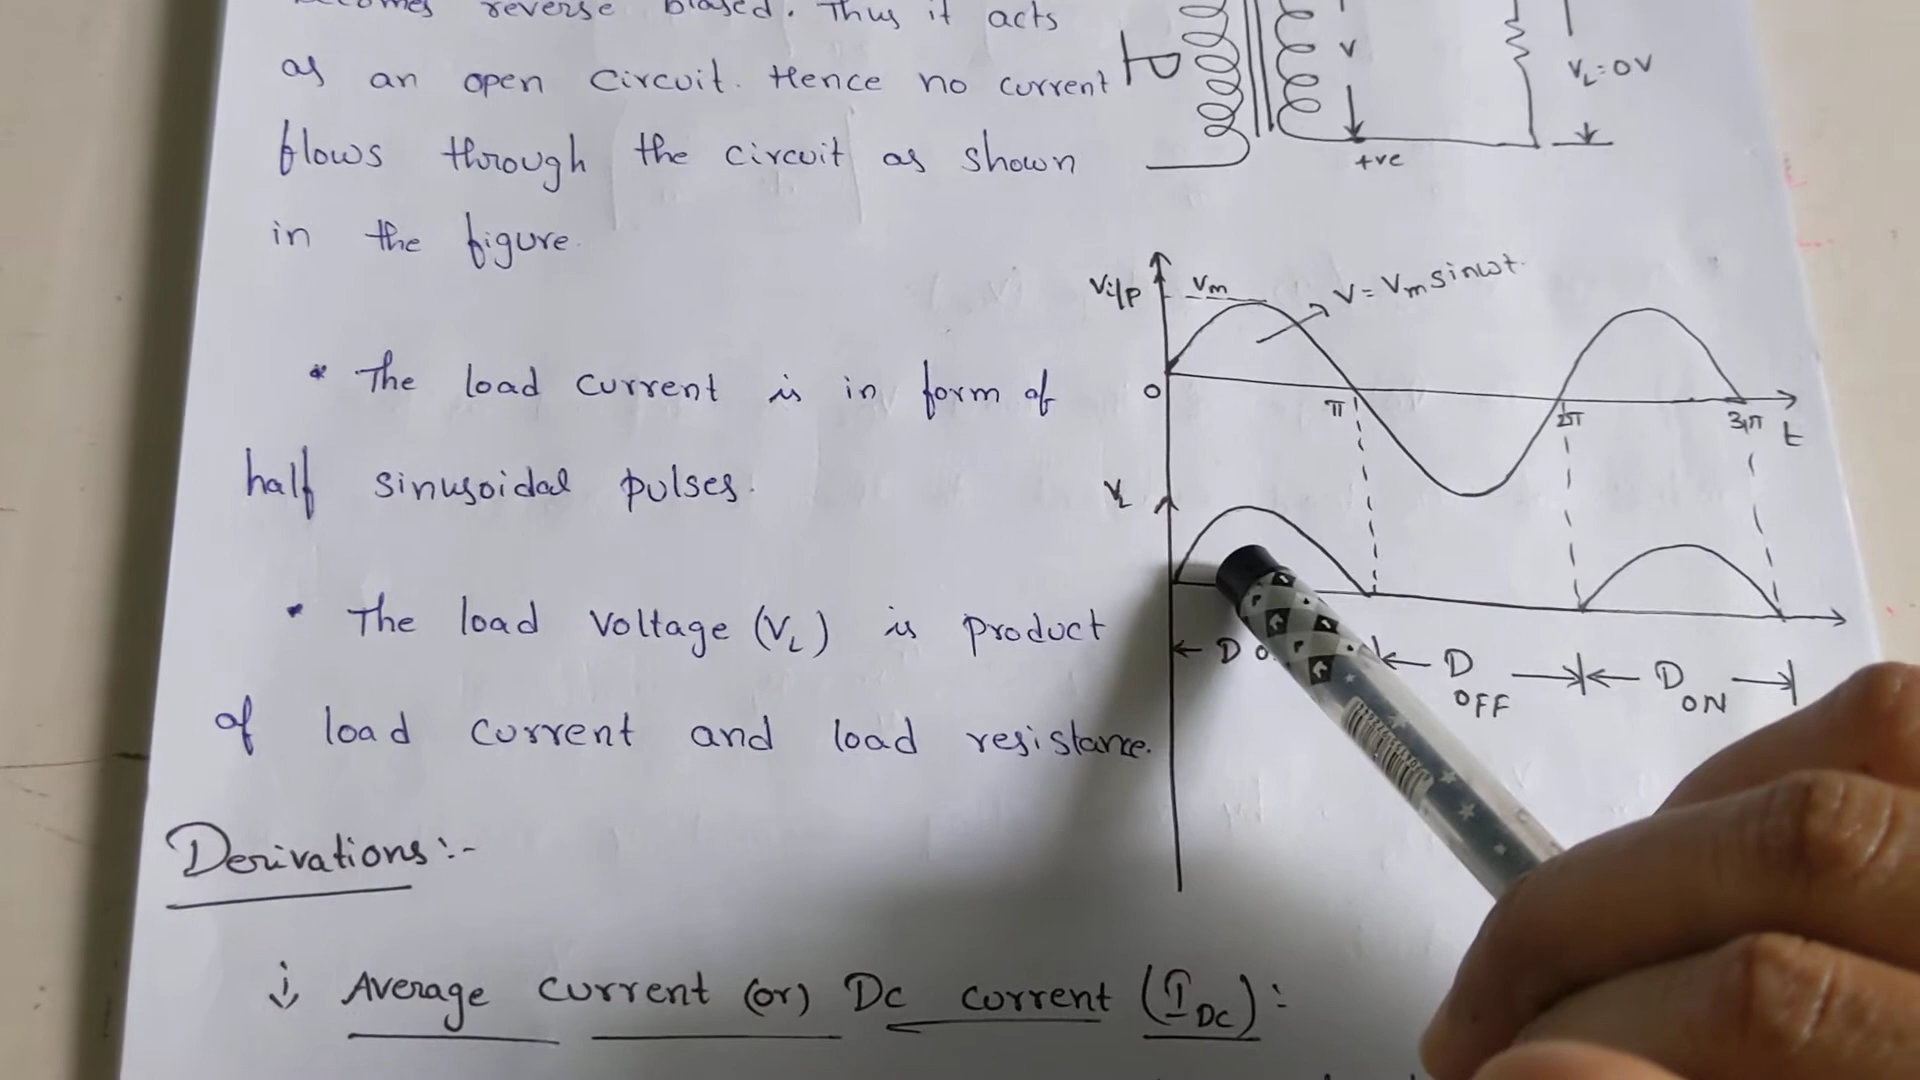 becomes reverse biased. Thus it acts
as an open circuit. Hence no current
flows through the circuit as shown
in the figure.
* The load current is in form of
half sinusoidal pulses.
* The load voltage (VL) is product
of load current and load resistance.
Derivations :-
i, Average current (or) Dc current (IDc) :
V
VL = 0V
+ve
Vi/p
Vm
V = Vm sinωt.
0
π
2π
3π
t
VL
← D
← D OFF →
← D ON →